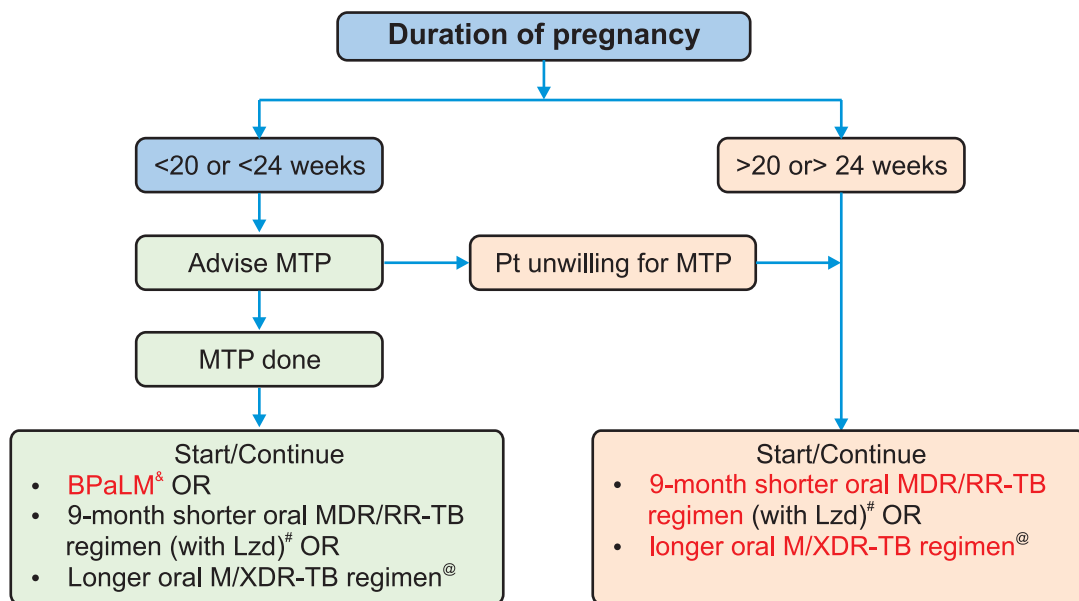 Duration of pregnancy
<20 or <24 weeks
>20 or> 24 weeks
Advise MTP
Pt unwilling for MTP
MTP done
Start/Continue
• BPaLM& OR
• 9-month shorter oral MDR/RR-TB
regimen (with Lzd)# OR
• Longer oral M/XDR-TB regimen@
Start/Continue
• 9-month shorter oral MDR/RR-TB
regimen (with Lzd)# OR
• longer oral M/XDR-TB regimen@